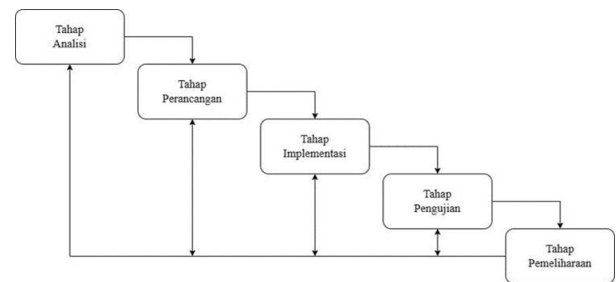 Tahap
Analisi
Tahap
Perancangan
Tahap
Implementasi
Tahap
Pengujian
Tahap
Pemeliharaan